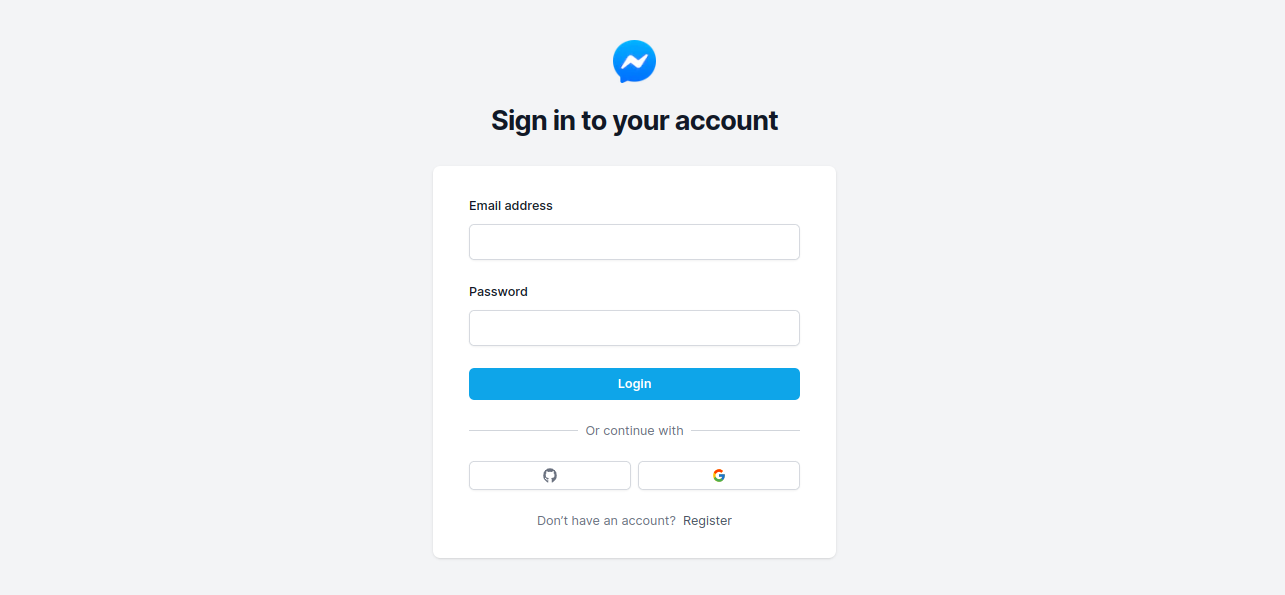 Sign in to your account
Email address
Password
Login
Or continue with
Don’t have an account? Register